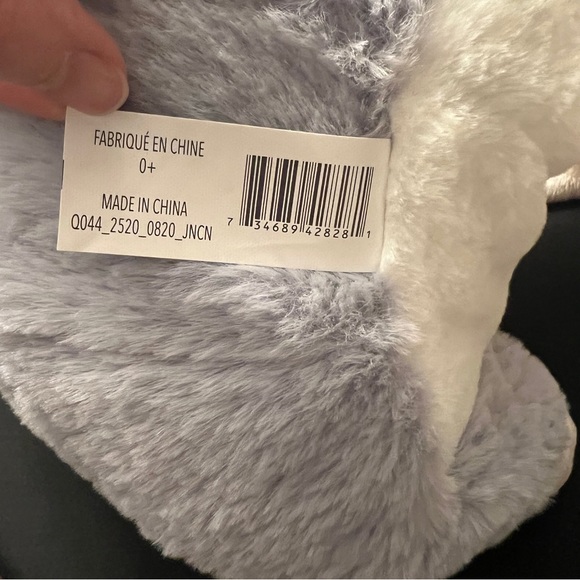 FABRIQUÉ EN CHINE
0+
MADE IN CHINA
Q044_2520_0820_JNCN
7 34689 42828 1